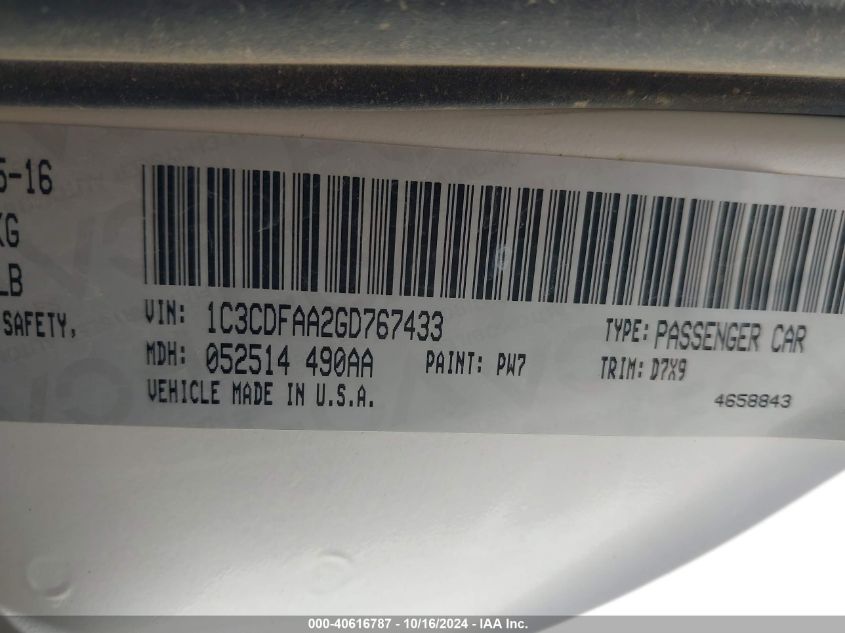 5-16
KG
LB
SAFETY,
VIN: 1C3CDFAA2GD767433
TYPE: PASSENGER CAR
MDH: 052514 490AA
PAINT: PW7
TRIM: D7X9
VEHICLE MADE IN U.S.A.
4658843
000-40616787 - 10/16/2024 - IAA Inc.